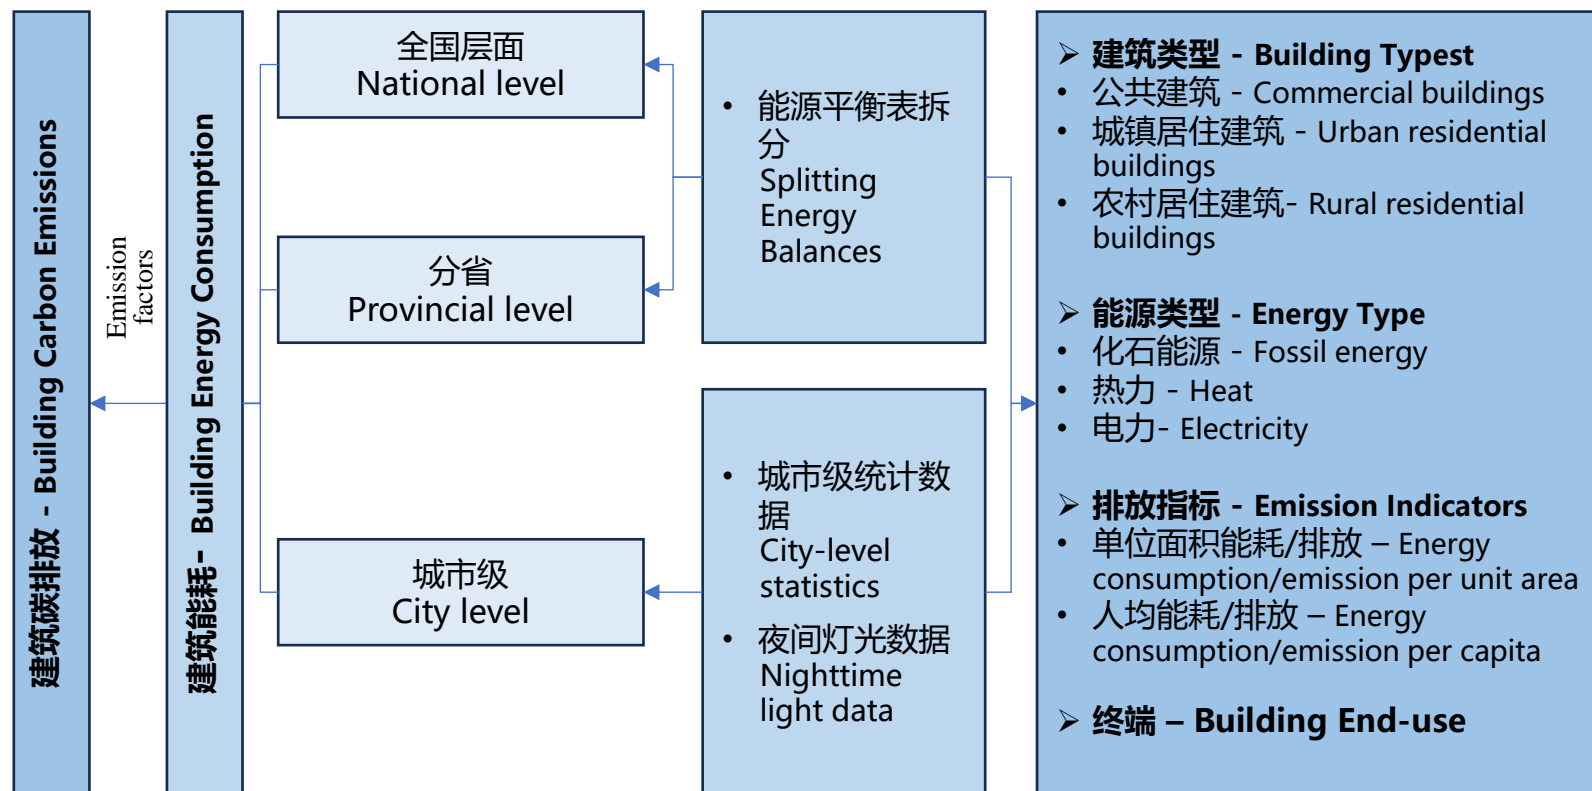 建筑碳排放 - Building Carbon Emissions
Emission
factors
建筑能耗- Building Energy Consumption
全国层面
National level
分省
Provincial level
城市级
City level
• 能源平衡表拆
分
Splitting
Energy
Balances
• 城市级统计数
据
City-level
statistics
• 夜间灯光数据
Nighttime
light data
➢ 建筑类型 - Building Typest
• 公共建筑 - Commercial buildings
• 城镇居住建筑 - Urban residential
buildings
• 农村居住建筑- Rural residential
buildings
➢ 能源类型 - Energy Type
• 化石能源 - Fossil energy
• 热力 - Heat
• 电力- Electricity
➢ 排放指标 - Emission Indicators
• 单位面积能耗/排放 – Energy
consumption/emission per unit area
• 人均能耗/排放 – Energy
consumption/emission per capita
➢ 终端 – Building End-use